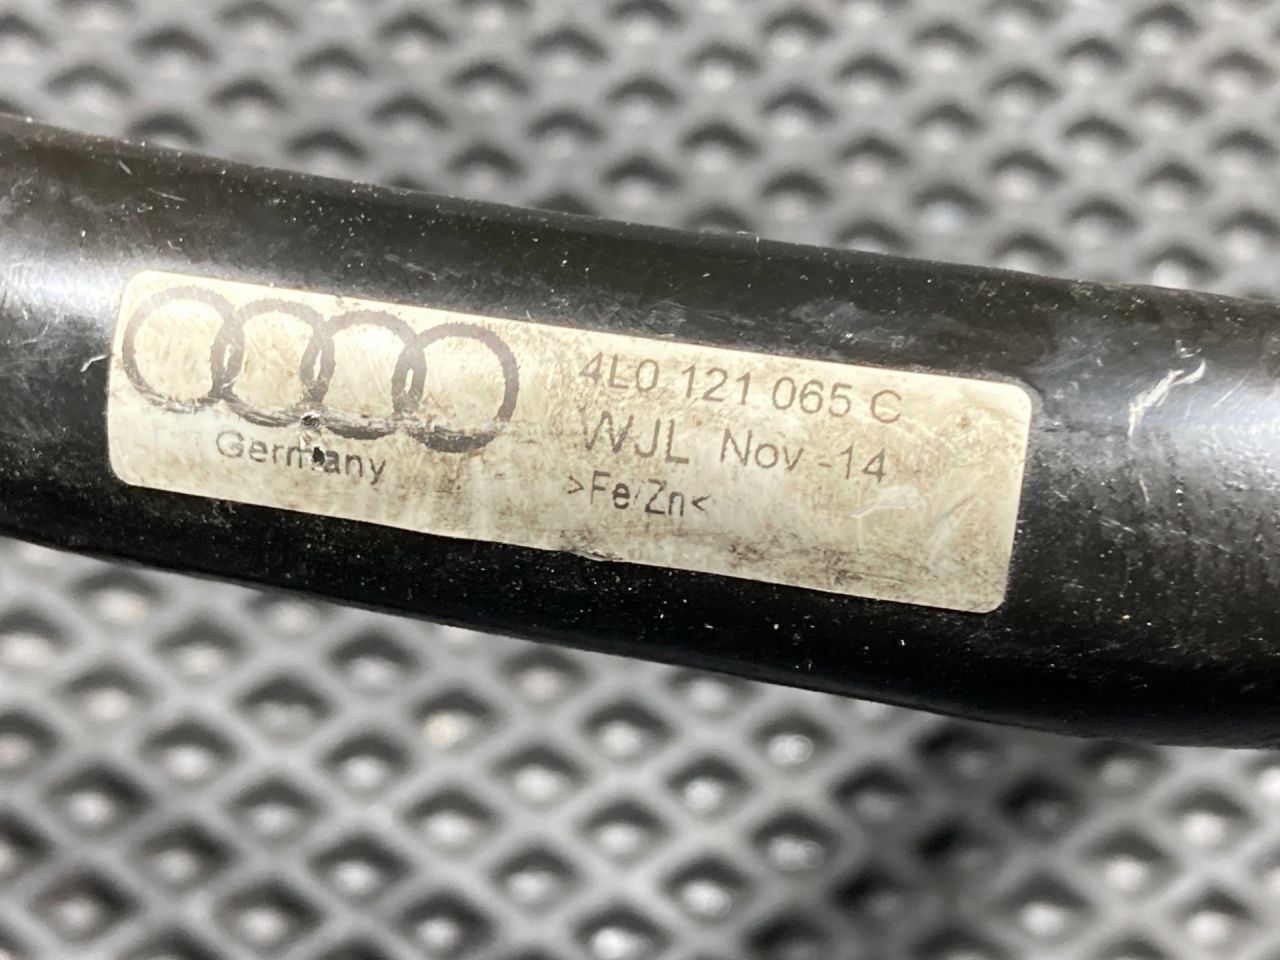 4L0 121 065 C
WJL Nov-14
>Fe/Zn<
Germany